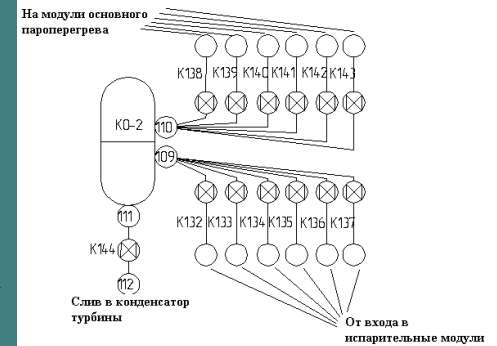 На модули основного
пароперегрева
К138 К139 К140 К141 К142 К143
КО-2
110
109
111
К132 К133 К134 К135 К136 К137
К144
112
Слив в конденсатор
турбины
От входа в
испарительные модули